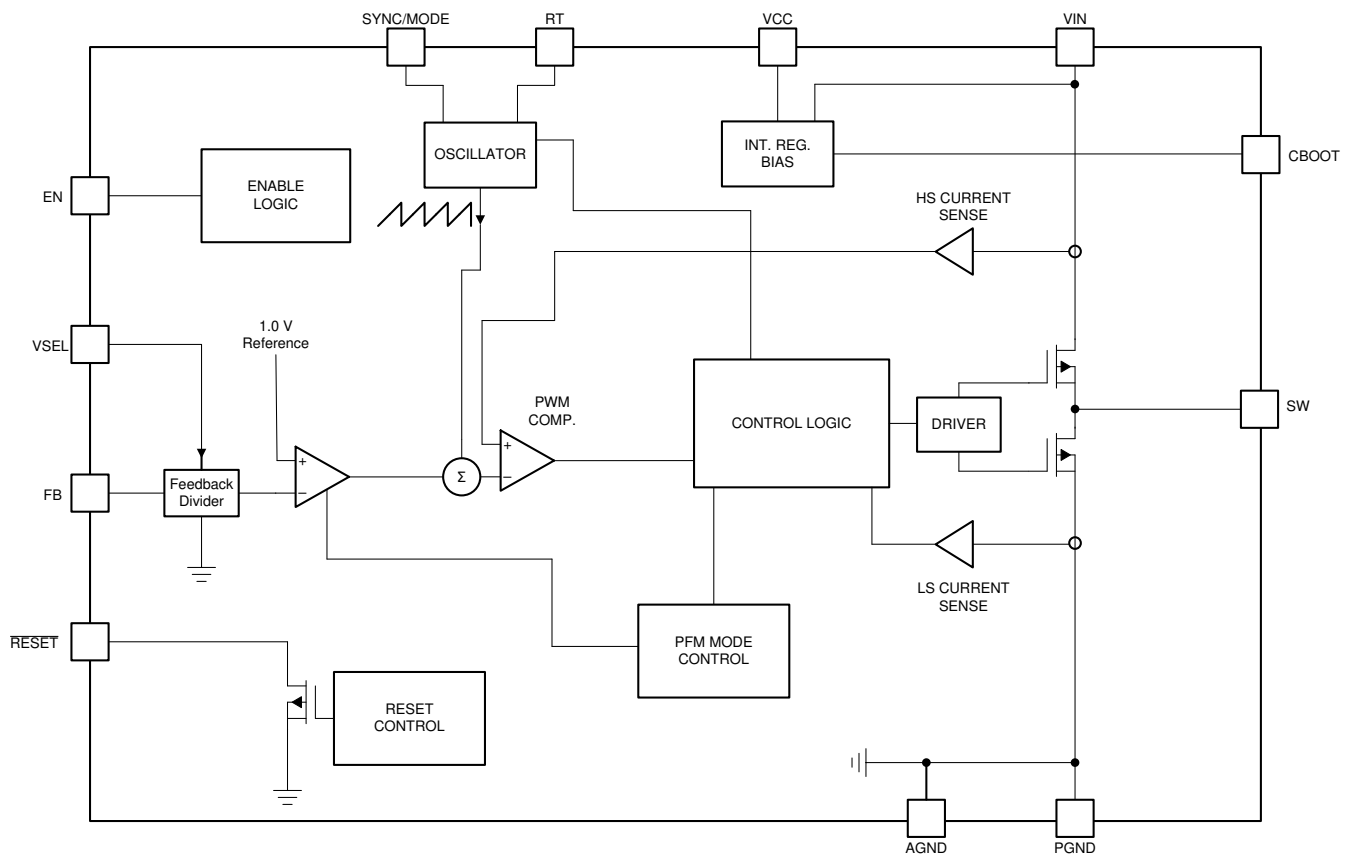 SYNC/MODE
RT
VCC
VIN
OSCILLATOR
INT. REG.
BIAS
CBOOT
EN
ENABLE
LOGIC
HS CURRENT
SENSE
VSEL
1.0 V
Reference
PWM
COMP.
CONTROL LOGIC
DRIVER
SW
+
−
+
−
Σ
FB
Feedback
Divider
LS CURRENT
SENSE
RESET
PFM MODE
CONTROL
RESET
CONTROL
AGND
PGND